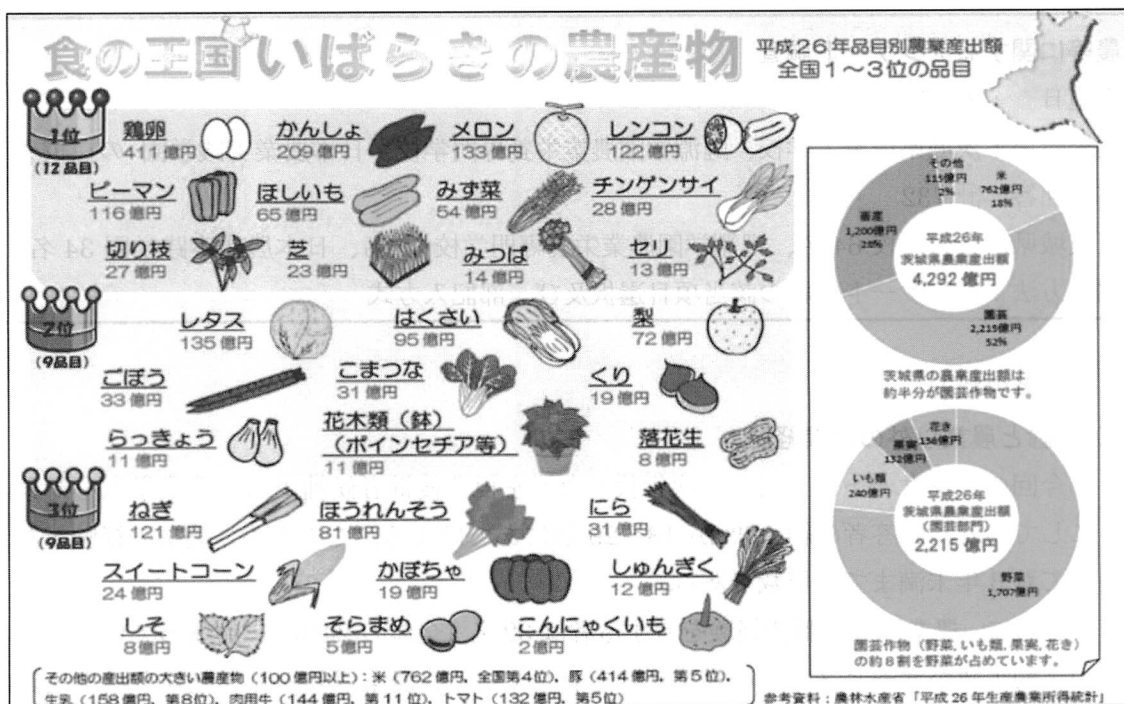 食の王国いばらきの農産物
平成26年品目別農業産出額
全国1～3位の品目
1位
(12品目)
鶏卵
411億円
かんしょ
209億円
メロン
133億円
レンコン
122億円
ピーマン
116億円
ほしいも
65億円
みず菜
54億円
チンゲンサイ
28億円
切り枝
27億円
芝
23億円
みつば
14億円
セリ
13億円
2位
(9品目)
レタス
135億円
はくさい
95億円
梨
72億円
ごぼう
33億円
こまつな
31億円
くり
19億円
らっきょう
11億円
花木類（鉢）
（ポインセチア等）
11億円
落花生
8億円
3位
(9品目)
ねぎ
121億円
ほうれんそう
81億円
にら
31億円
スイートコーン
24億円
かぼちゃ
19億円
しゅんぎく
12億円
しそ
8億円
そらまめ
5億円
こんにゃくいも
2億円
その他の産出額の大きい農産物（100億円以上）：米（762億円，全国第4位），豚（414億円，第5位），
生乳（158億円，第8位），肉用牛（144億円，第11位），トマト（132億円，第5位）
その他
115億円
2%
米
762億円
18%
畜産
1,200億円
28%
平成26年
茨城県農業産出額
4,292億円
園芸
2,215億円
52%
茨城県の農業産出額は
約半分が園芸作物です。
花き
136億円
果実
132億円
いも類
240億円
平成26年
茨城県農業産出額
（園芸部門）
2,215億円
野菜
1,707億円
園芸作物（野菜，いも類，果実，花き）
の約8割を野菜が占めています。
参考資料：農林水産省「平成26年生産農業所得統計」